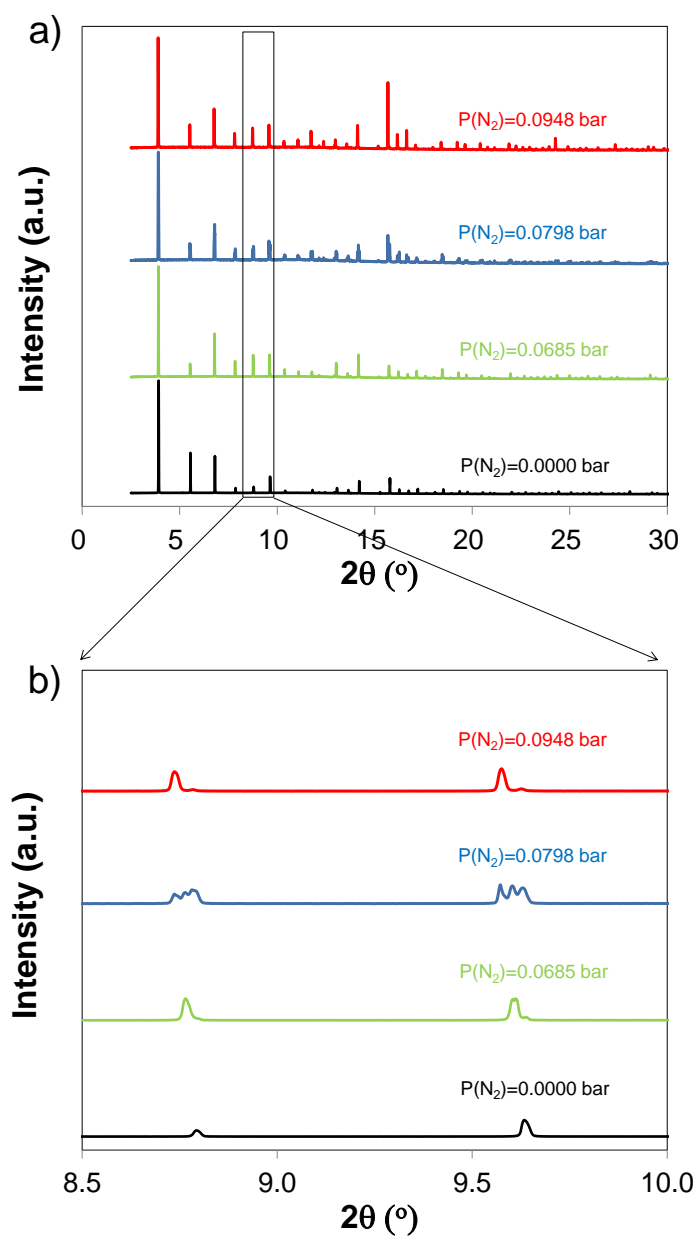 a)
P(N₂)=0.0948 bar
P(N₂)=0.0798 bar
P(N₂)=0.0685 bar
P(N₂)=0.0000 bar
Intensity (a.u.)
0 5 10 15 20 25 30
2θ (º)
b)
P(N₂)=0.0948 bar
P(N₂)=0.0798 bar
P(N₂)=0.0685 bar
P(N₂)=0.0000 bar
Intensity (a.u.)
8.5 9.0 9.5 10.0
2θ (º)